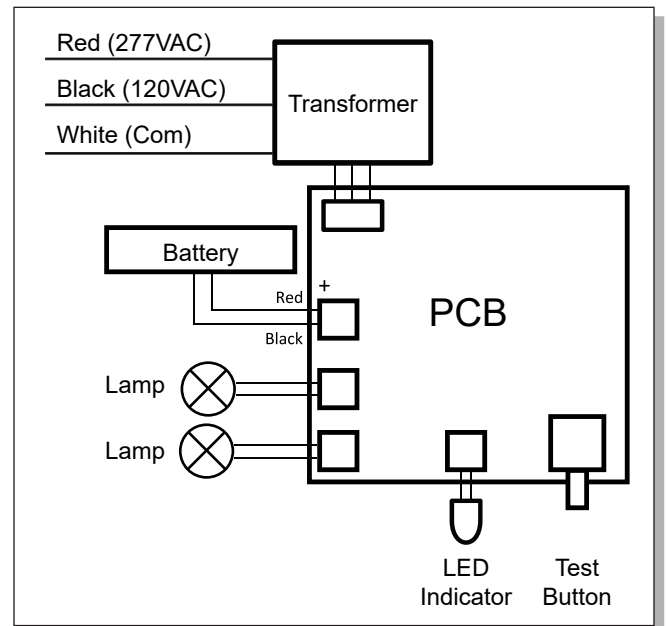 Red (277VAC)
Black (120VAC)
White (Com)
Transformer
Battery
Red
+
Black
PCB
Lamp
Lamp
LED
Indicator
Test
Button